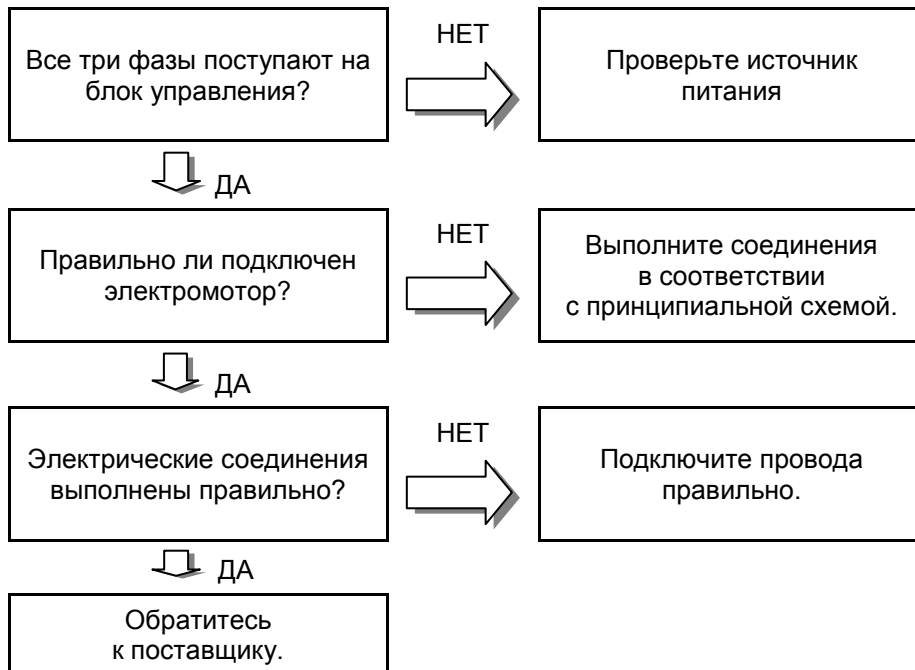 Все три фазы поступают на
блок управления?
НЕТ
Проверьте источник
питания
ДА
Правильно ли подключен
электромотор?
НЕТ
Выполните соединения
в соответствии
с принципиальной схемой.
ДА
Электрические соединения
выполнены правильно?
НЕТ
Подключите провода
правильно.
ДА
Обратитесь
к поставщику.